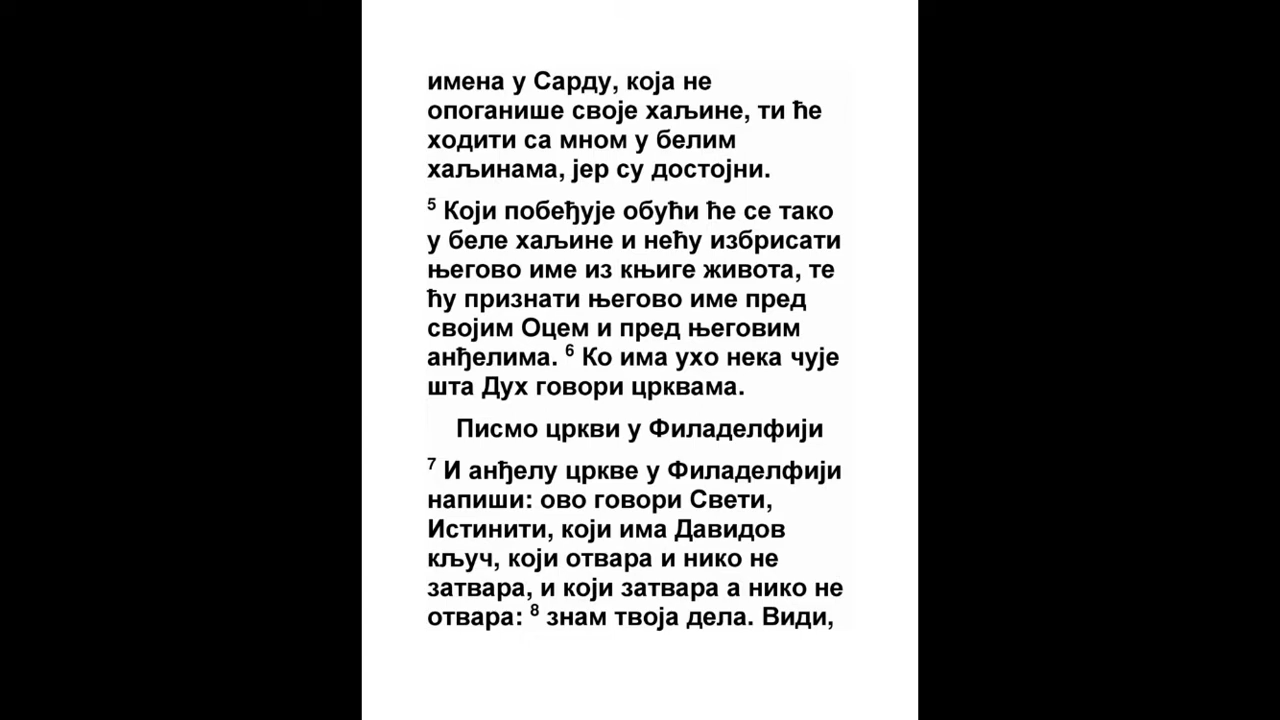 имена у Сарду, која не
опоганише своје хаљине, ти ће
ходити са мном у белим
хаљинама, јер су достојни.
5 Који побеђује обући ће се тако
у беле хаљине и нећу избрисати
његово име из књиге живота, те
ћу признати његово име пред
својим Оцем и пред његовим
анђелима. 6 Ко има ухо нека чује
шта Дух говори црквама.
Писмо цркви у Филаделфији
7 И анђелу цркве у Филаделфији
напиши: ово говори Свети,
Истинити, који има Давидов
кључ, који отвара и нико не
затвара, и који затвара а нико не
отвара: 8 знам твоја дела. Види,